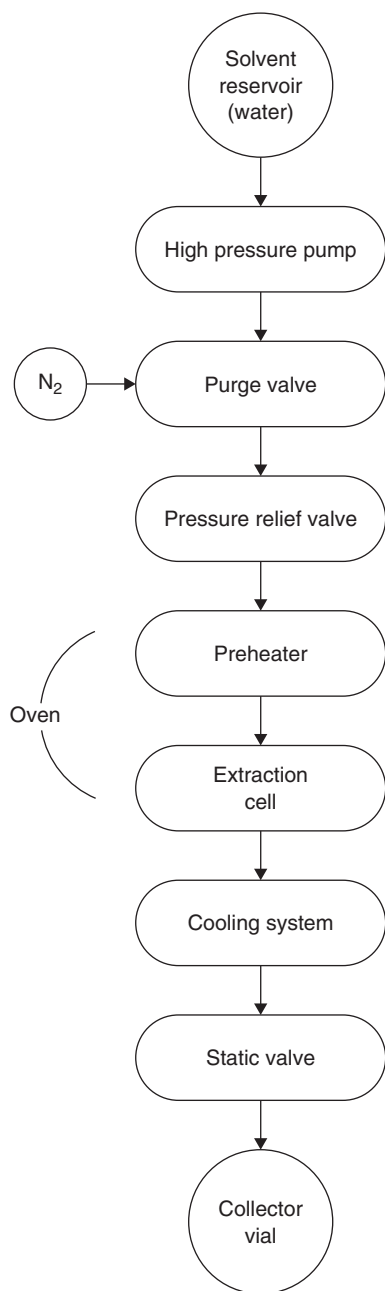 Solvent
reservoir
(water)
High pressure pump
N₂
Purge valve
Pressure relief valve
Preheater
Oven
Extraction
cell
Cooling system
Static valve
Collector
vial